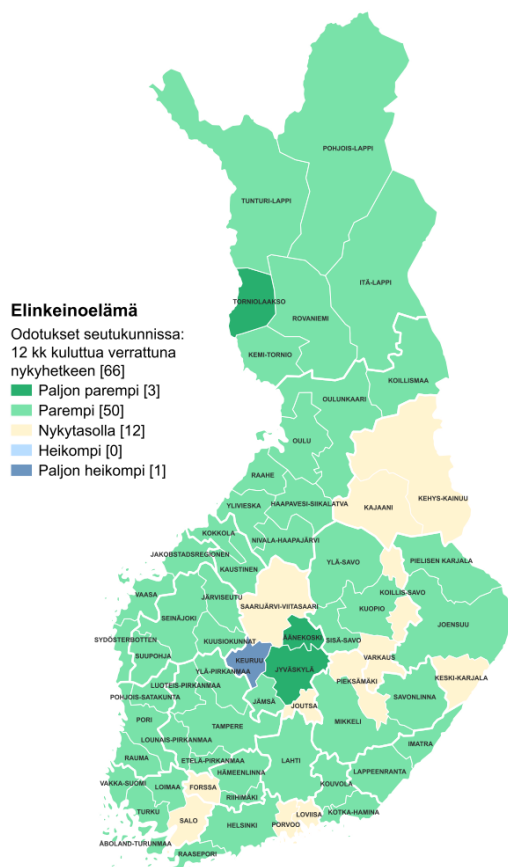 POHJOIS-LAPPI
TUNTURI-LAPPI
ITÄ-LAPPI
TORNIOLAAKSO
ROVANIEMI
KEMI-TORNIO
Elinkeinoelämä
Odotukset seutukunnissa:
12 kk kuluttua verrattuna
nykyhetkeen [66]
Paljon parempi [3]
Parempi [50]
Nykytasolla [12]
Heikompi [0]
Paljon heikompi [1]
KOILLISMAA
OULUNKAARI
OULU
RAAHE
HAAPAVESI-SIIKALATVA
KEHYS-KAINUU
KAJAANI
YLIVIESKA
KOKKOLA
NIVALA-HAAPAJÄRVI
JAKOBSTADSREGIONEN
KAUSTINEN
YLÄ-SAVO
PIELISEN KARJALA
VAASA
JÄRVISEUTU
SAARIJÄRVI-VIITASAARI
KOILLIS-SAVO
KUOPIO
SEINÄJOKI
JOENSUU
SYDÖSTERBOTTEN
KUUSIOKUNNAT
ÄÄNEKOSKI
SISÄ-SAVO
SUUPOHJA
KEURUU
VARKAUS
YLÄ-PIRKANMAA
JYVÄSKYLÄ
KESKI-KARJALA
LUOTEIS-PIRKANMAA
PIEKSÄMÄKI
POHJOIS-SATAKUNTA
JÄMSÄ
JOUTSA
SAVONLINNA
PORI
TAMPERE
MIKKELI
LOUNAIS-PIRKANMAA
IMATRA
RAUMA
ETELÄ-PIRKANMAA
LAHTI
LAPPEENRANTA
HÄMEENLINNA
VAKKA-SUOMI
LOIMAA
FORSSA
KOUVOLA
RIIHIMÄKI
TURKU
SALO
LOVIISA
KOTKA-HAMINA
PORVOO
HELSINKI
ÅBOLAND-TURUNMAA
RAASEPORI